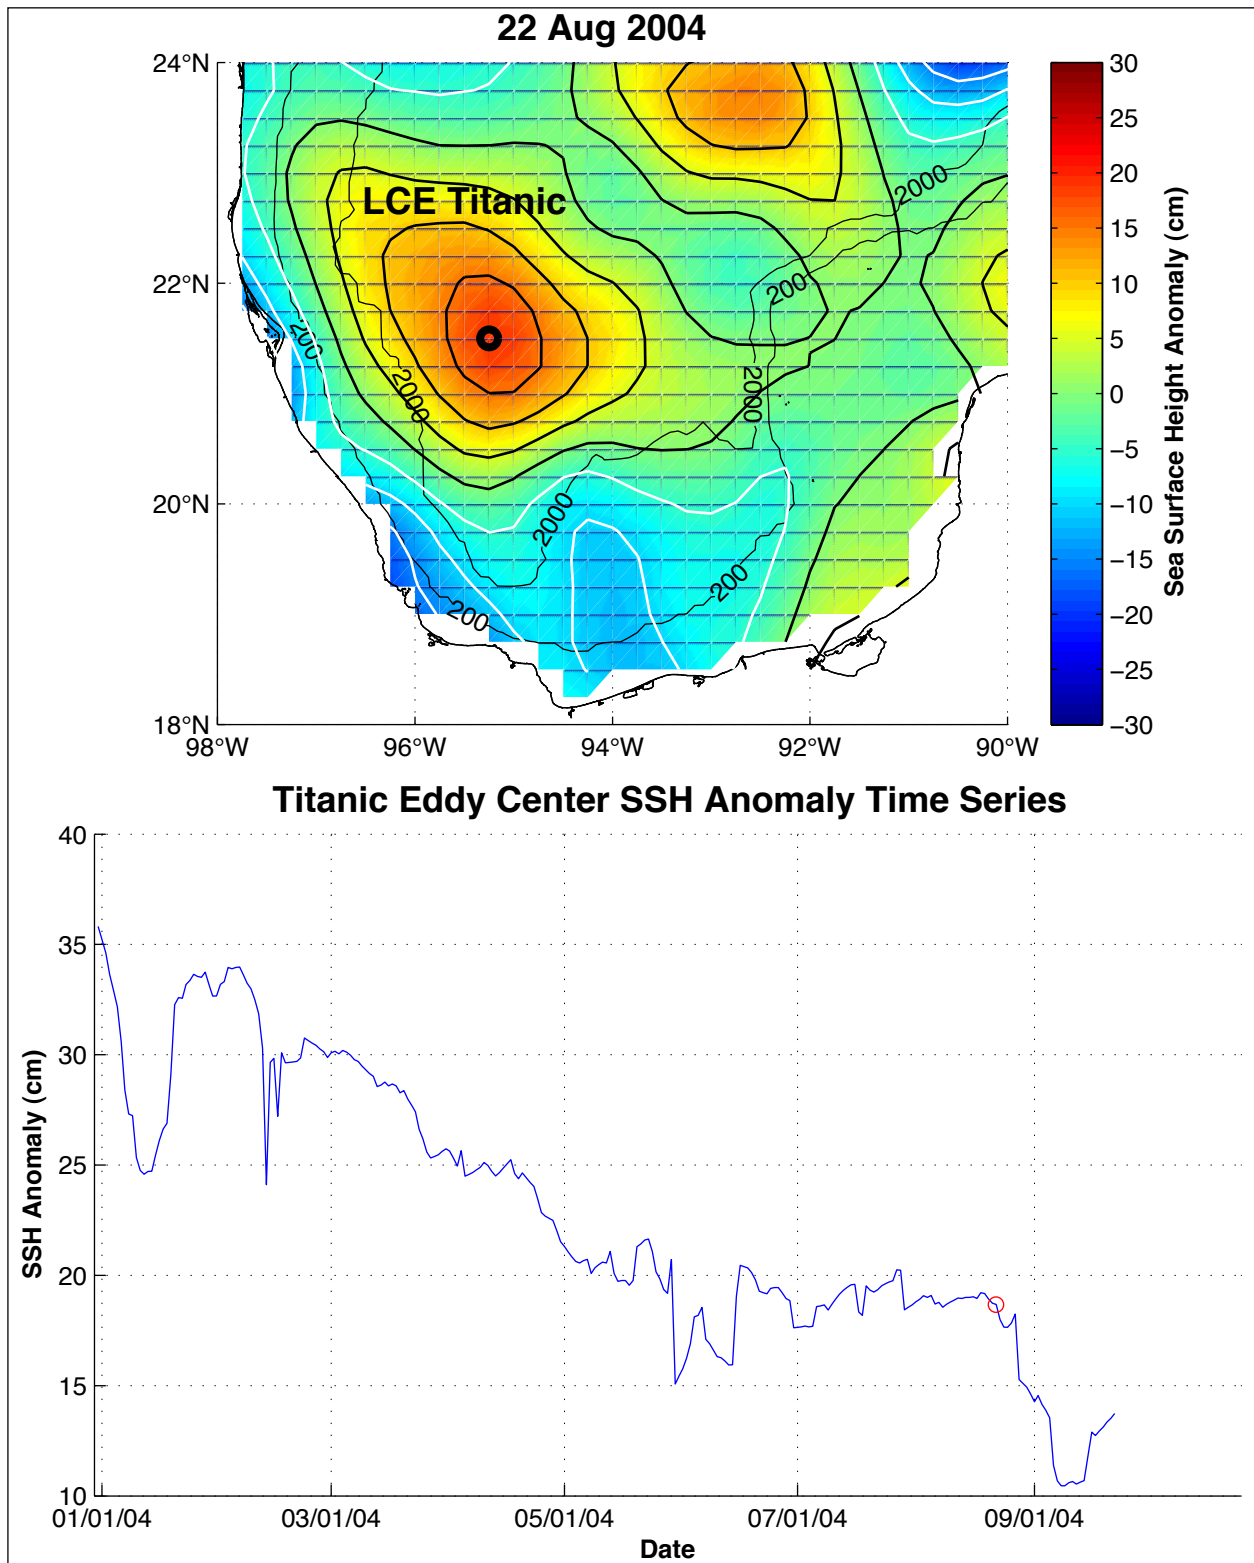 22 Aug 2004
24°N
22°N
20°N
18°N
98°W 96°W 94°W 92°W 90°W
LCE Titanic
2000
200
200
2000
2000
2000
200
200
30
25
20
15
10
5
0
−5
−10
−15
−20
−25
−30
Sea Surface Height Anomaly (cm)
Titanic Eddy Center SSH Anomaly Time Series
40
35
30
25
20
15
10
SSH Anomaly (cm)
01/01/04 03/01/04 05/01/04 07/01/04 09/01/04
Date